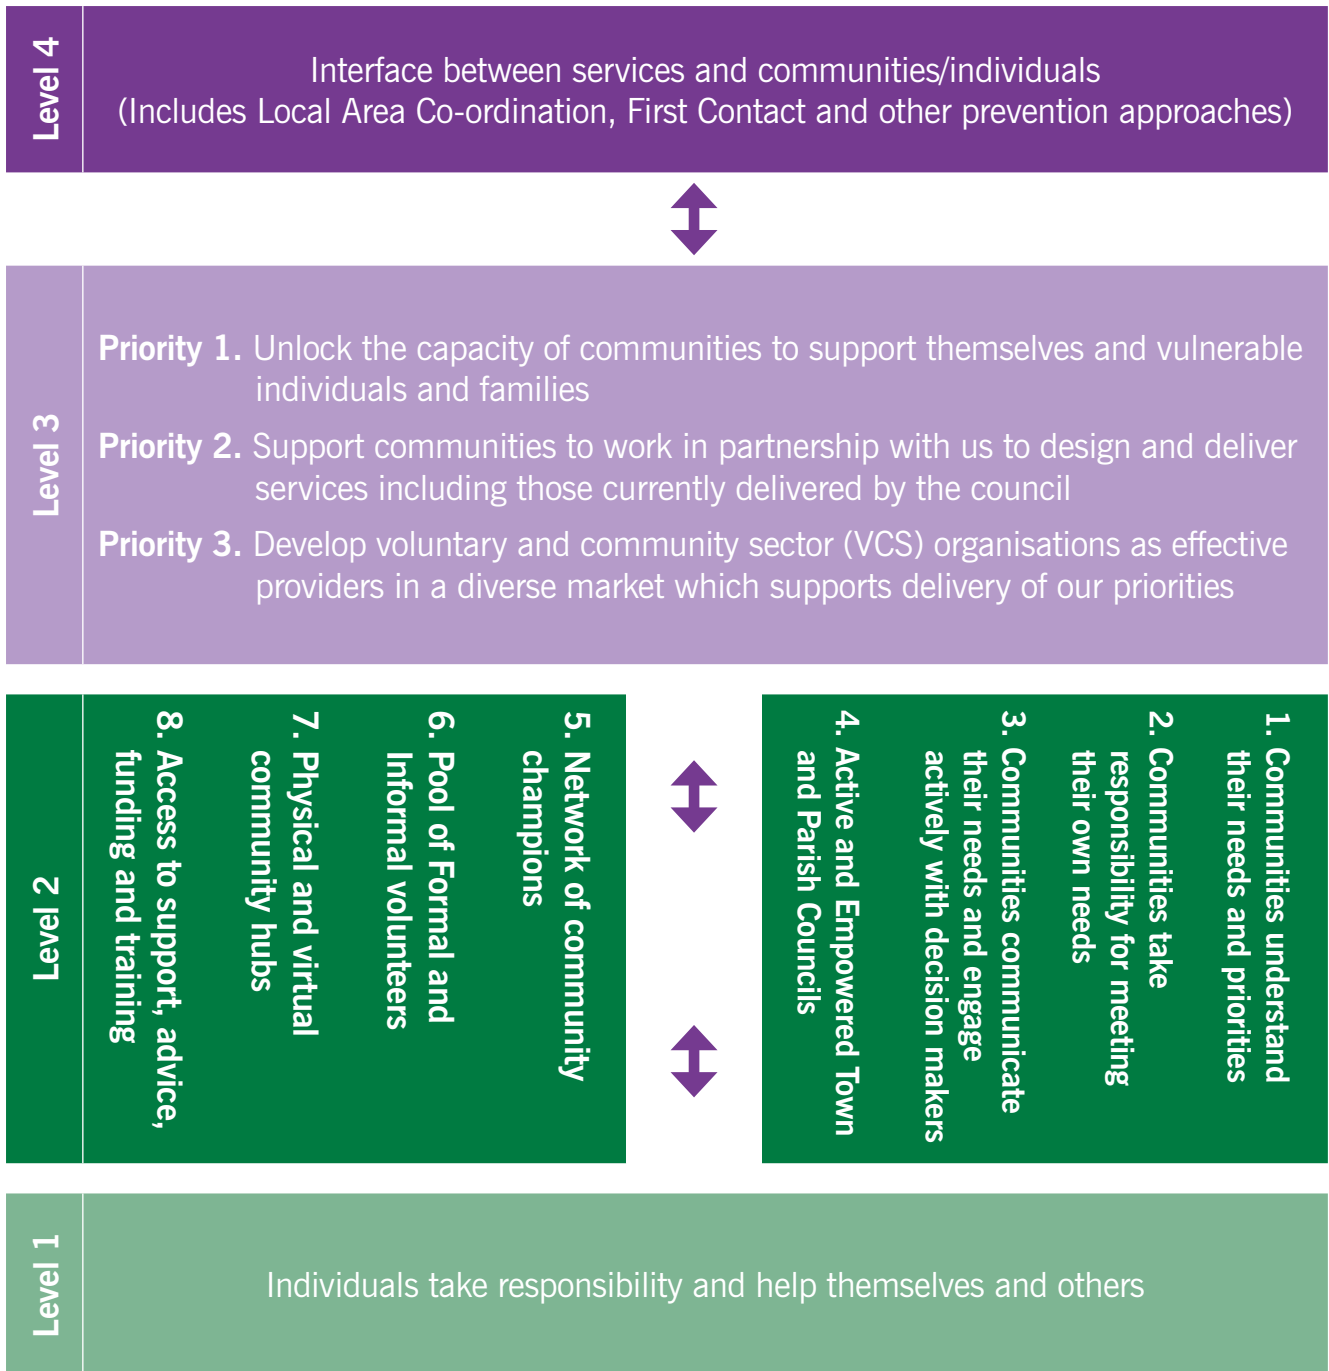 Level 4
Interface between services and communities/individuals
(Includes Local Area Co-ordination, First Contact and other prevention approaches)
Level 3
Priority 1. Unlock the capacity of communities to support themselves and vulnerable
individuals and families
Priority 2. Support communities to work in partnership with us to design and deliver
services including those currently delivered by the council
Priority 3. Develop voluntary and community sector (VCS) organisations as effective
providers in a diverse market which supports delivery of our priorities
Level 2
1. Communities understand
their needs and priorities
2. Communities take
responsibility for meeting
their own needs
3. Communities communicate
their needs and engage
actively with decision makers
4. Active and Empowered Town
and Parish Councils
5. Network of community
champions
6. Pool of Formal and
Informal volunteers
7. Physical and virtual
community hubs
8. Access to support, advice,
funding and training
Level 1
Individuals take responsibility and help themselves and others